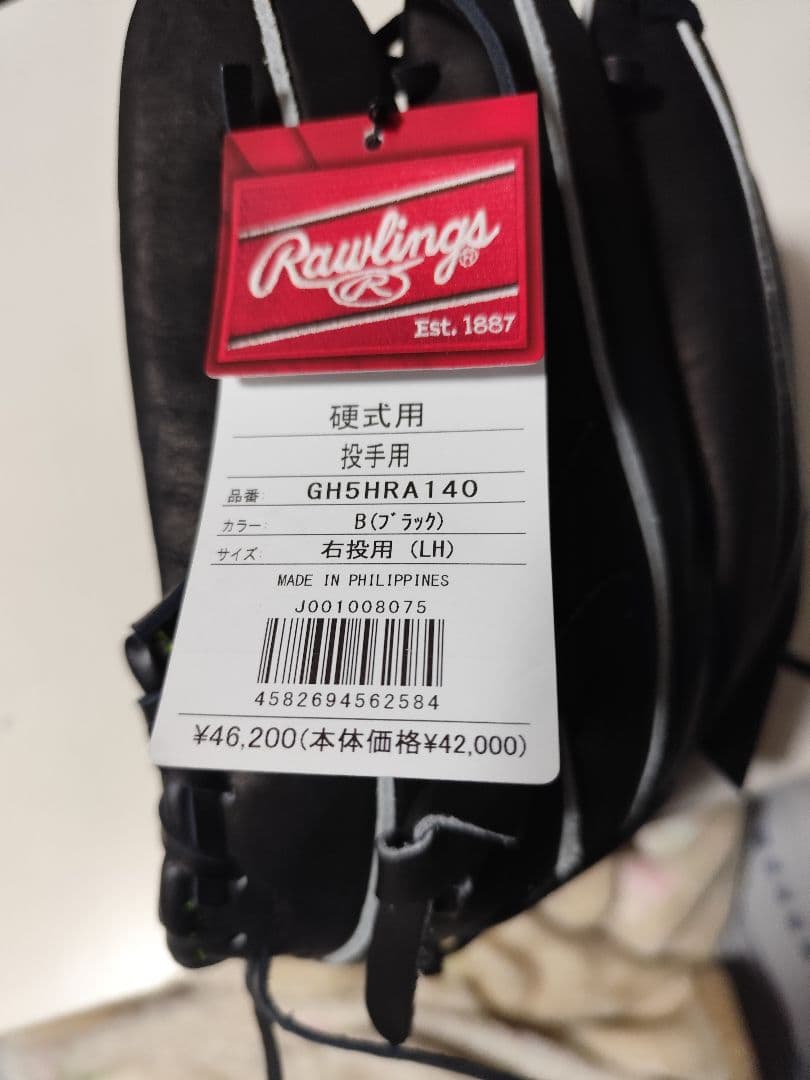 Rawlings®
R
Est. 1887
硬式用
投手用
品番: GH5HRA140
カラー: B(ﾌﾞﾗｯｸ)
サイズ: 右投用 (LH)
MADE IN PHILIPPINES
J001008075
4582694562584
¥46,200(本体価格¥42,000)